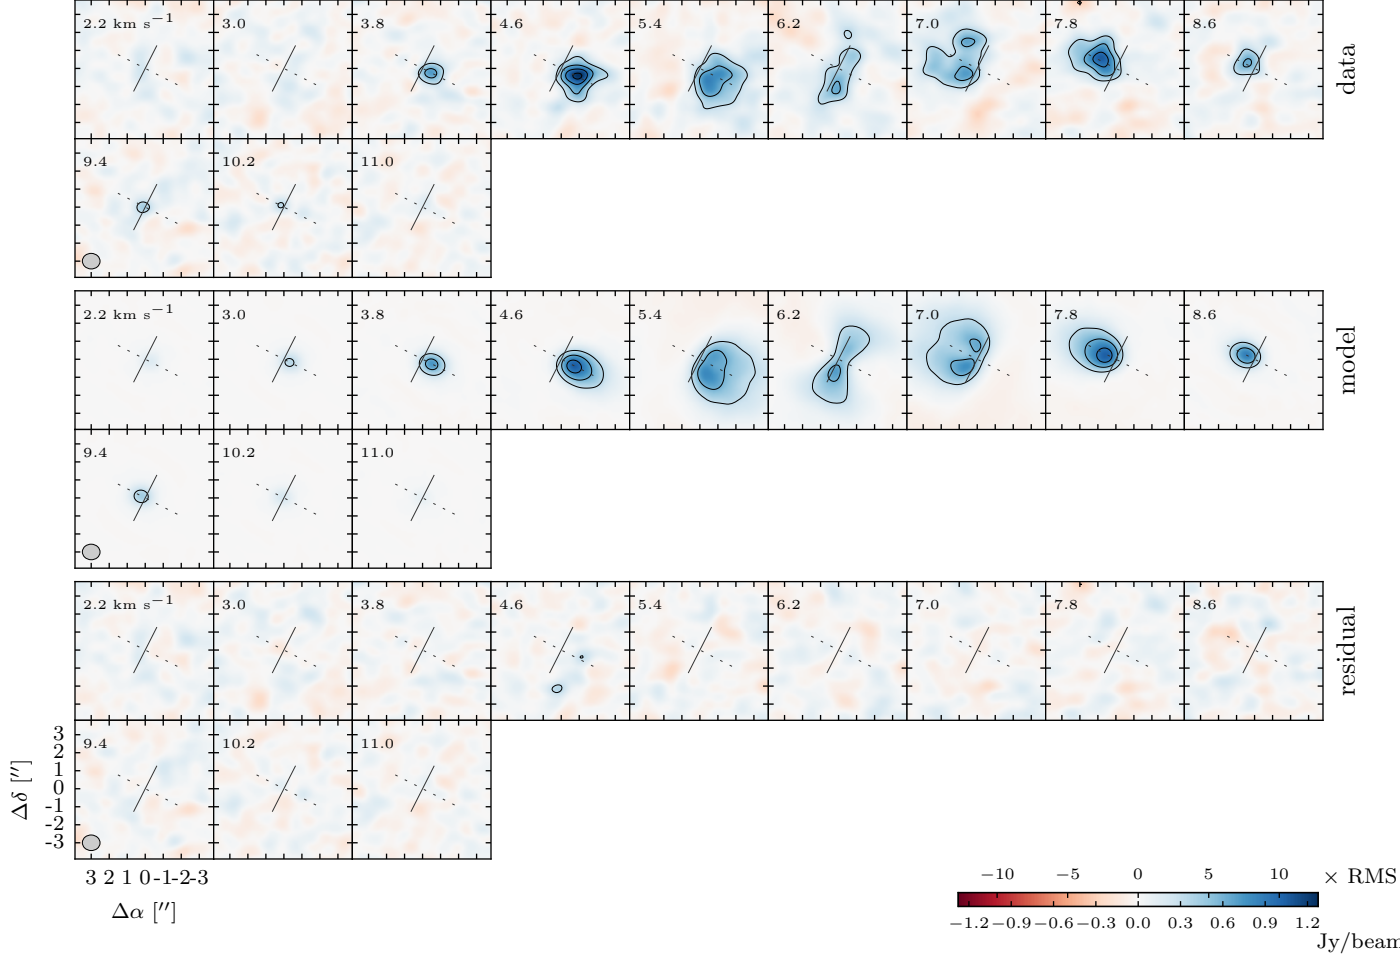 2.2 km s−1 3.0 3.8 4.6 5.4 6.2 7.0 7.8 8.6
data
9.4 10.2 11.0
2.2 km s−1 3.0 3.8 4.6 5.4 6.2 7.0 7.8 8.6
model
9.4 10.2 11.0
2.2 km s−1 3.0 3.8 4.6 5.4 6.2 7.0 7.8 8.6
residual
9.4 10.2 11.0
3
2
1
0
-1
-2
-3
Δδ [′′]
3 2 1 0 -1 -2 -3
Δα [′′]
−10 −5 0 5 10 × RMS
−1.2 −0.9 −0.6 −0.3 0.0 0.3 0.6 0.9 1.2
Jy/beam